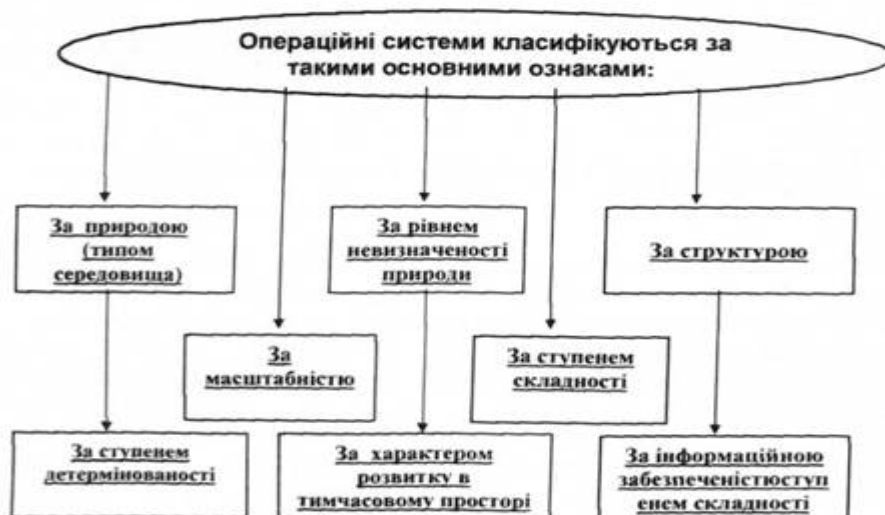 Операційні системи класифікуються за
такими основними ознаками:
За природою
(типом
середовища)
За рівнем
невизначеності
природи
За структурою
За
масштабністю
За ступенем
складності
За ступенем
детермінованості
За характером
розвитку в
тимчасовому просторі
За інформаційною
забезпеченістюступ
енем складності